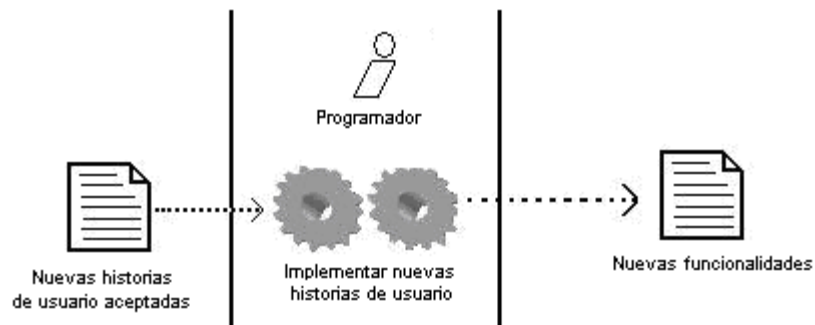 Programador
Nuevas historias
de usuario aceptadas
Implementar nuevas
historias de usuario
Nuevas funcionalidades